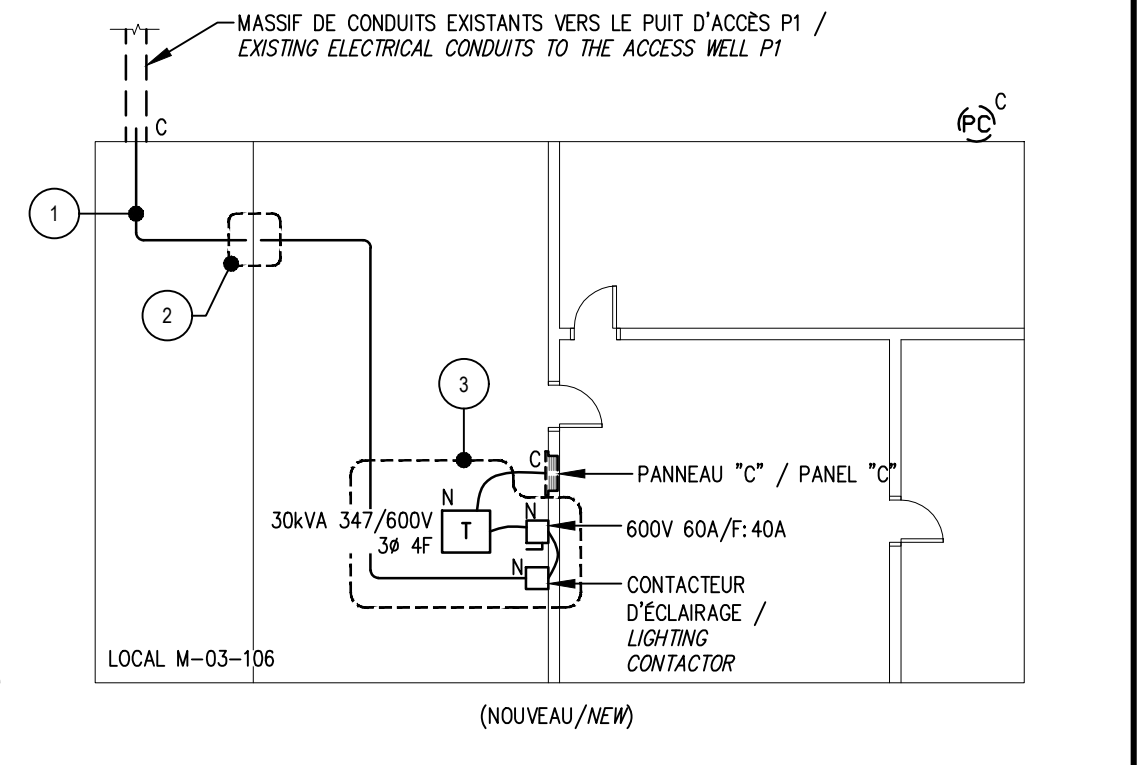 MASSIF DE CONDUITS EXISTANTS VERS LE PUIT D'ACCÈS P1 /
EXISTING ELECTRICAL CONDUITS TO THE ACCESS WELL P1
C
C
PC
1
2
3
C
PANNEAU "C" / PANEL "C"
N
N
30kVA 347/600V
3ø 4F
T
600V 60A/F:40A
N
CONTACTEUR
D'ÉCLAIRAGE /
LIGHTING
CONTACTOR
LOCAL M-03-106
(NOUVEAU/NEW)